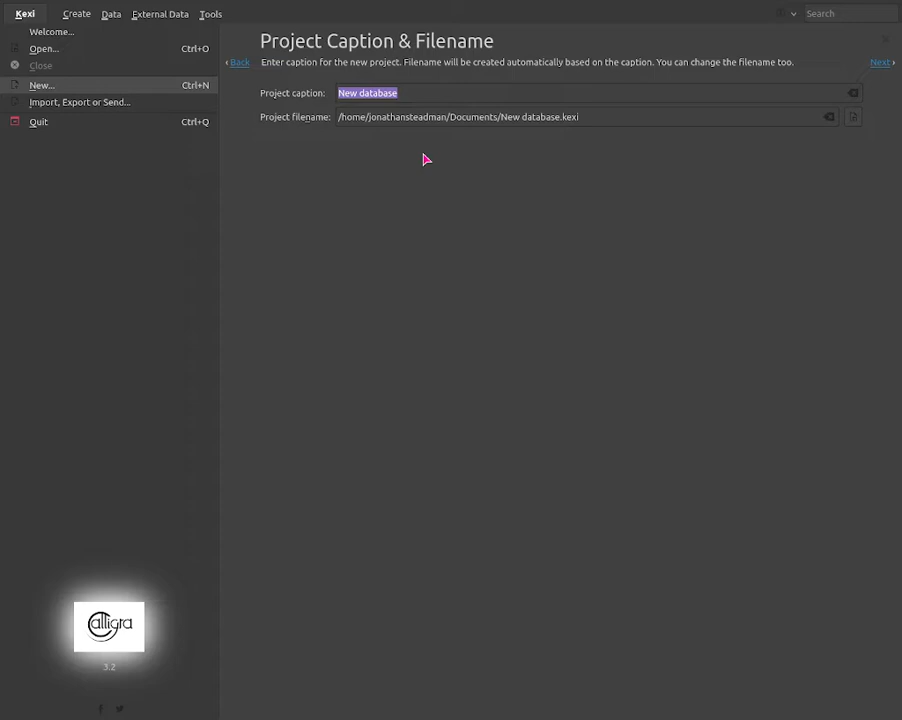 Kexi Create Data External Data Tools Search
Welcome...
Open... Ctrl+O
Close
New... Ctrl+N
Import, Export or Send...
Quit Ctrl+Q
Project Caption & Filename
Back Enter caption for the new project. Filename will be created automatically based on the caption. You can change the filename too. Next
Project caption: New database
Project filename: /home/jonathansteadman/Documents/New database.kexi
Calligra
3.2